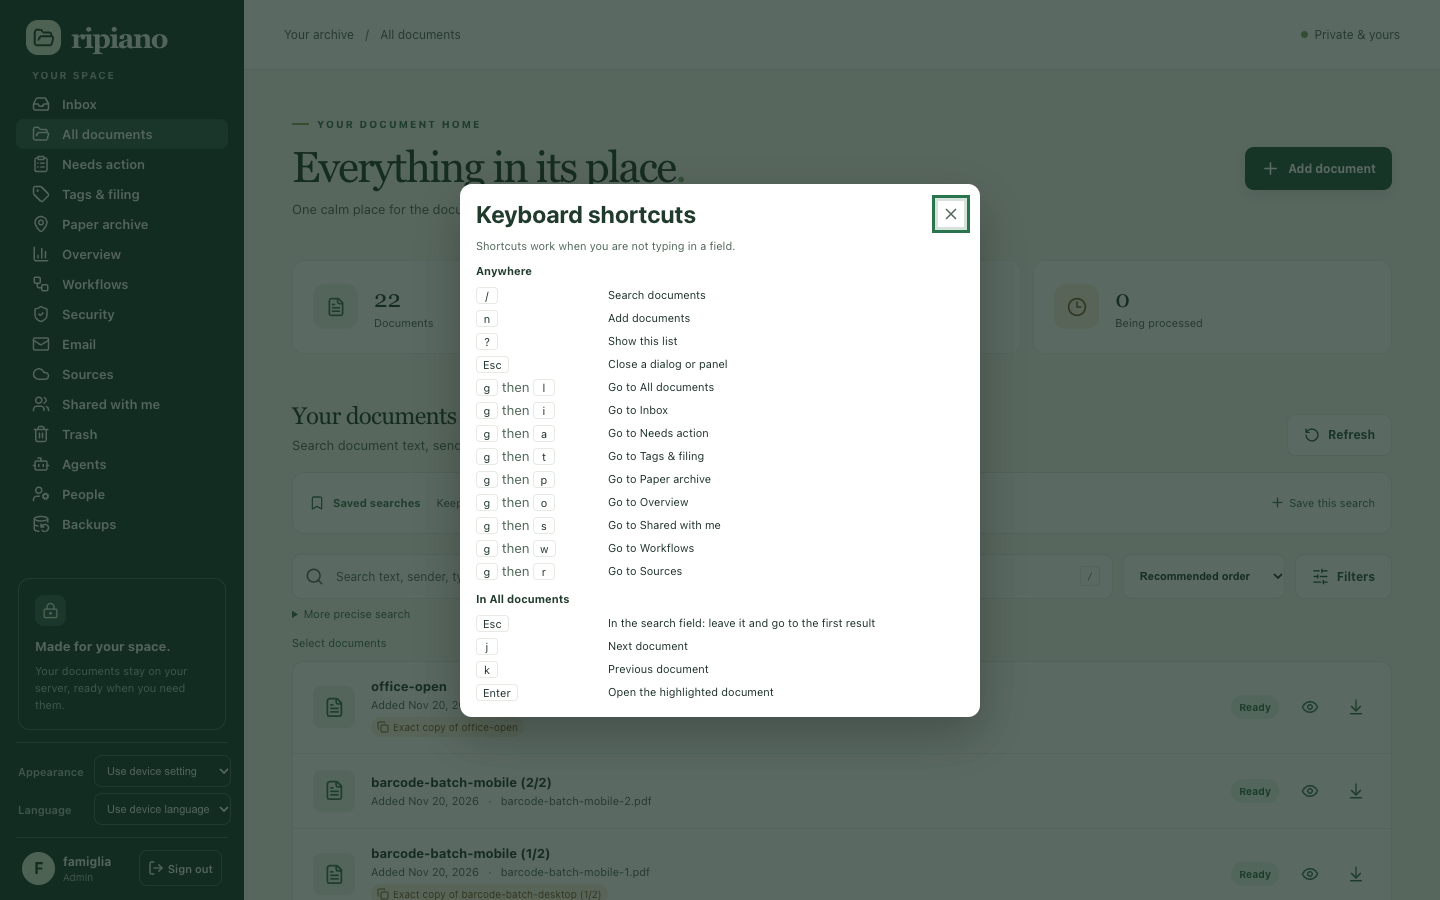 ripiano
YOUR SPACE
Inbox
All documents
Needs action
Tags & filing
Paper archive
Overview
Workflows
Security
Email
Sources
Shared with me
Trash
Agents
People
Backups
Made for your space.
Your documents stay on your
server, ready when you need
them.
Appearance Use device setting
Language Use device language
F famiglia
Admin
Sign out
Your archive / All documents
Private & yours
YOUR DOCUMENT HOME
Everything in its place.
One calm place for the docu
Add document
22
Documents
0
Being processed
Your documents
Search document text, send
Refresh
Saved searches Keep
Save this search
Search text, sender, ty
/
Recommended order
Filters
More precise search
Select documents
office-open
Added Nov 20, 2
Exact copy of office-open
Ready
barcode-batch-mobile (2/2)
Added Nov 20, 2026 · barcode-batch-mobile-2.pdf
Ready
barcode-batch-mobile (1/2)
Added Nov 20, 2026 · barcode-batch-mobile-1.pdf
Exact copy of barcode-batch-desktop (1/2)
Ready
Keyboard shortcuts
Shortcuts work when you are not typing in a field.
Anywhere
/ Search documents
n Add documents
? Show this list
Esc Close a dialog or panel
g then l Go to All documents
g then i Go to Inbox
g then a Go to Needs action
g then t Go to Tags & filing
g then p Go to Paper archive
g then o Go to Overview
g then s Go to Shared with me
g then w Go to Workflows
g then r Go to Sources
In All documents
Esc In the search field: leave it and go to the first result
j Next document
k Previous document
Enter Open the highlighted document